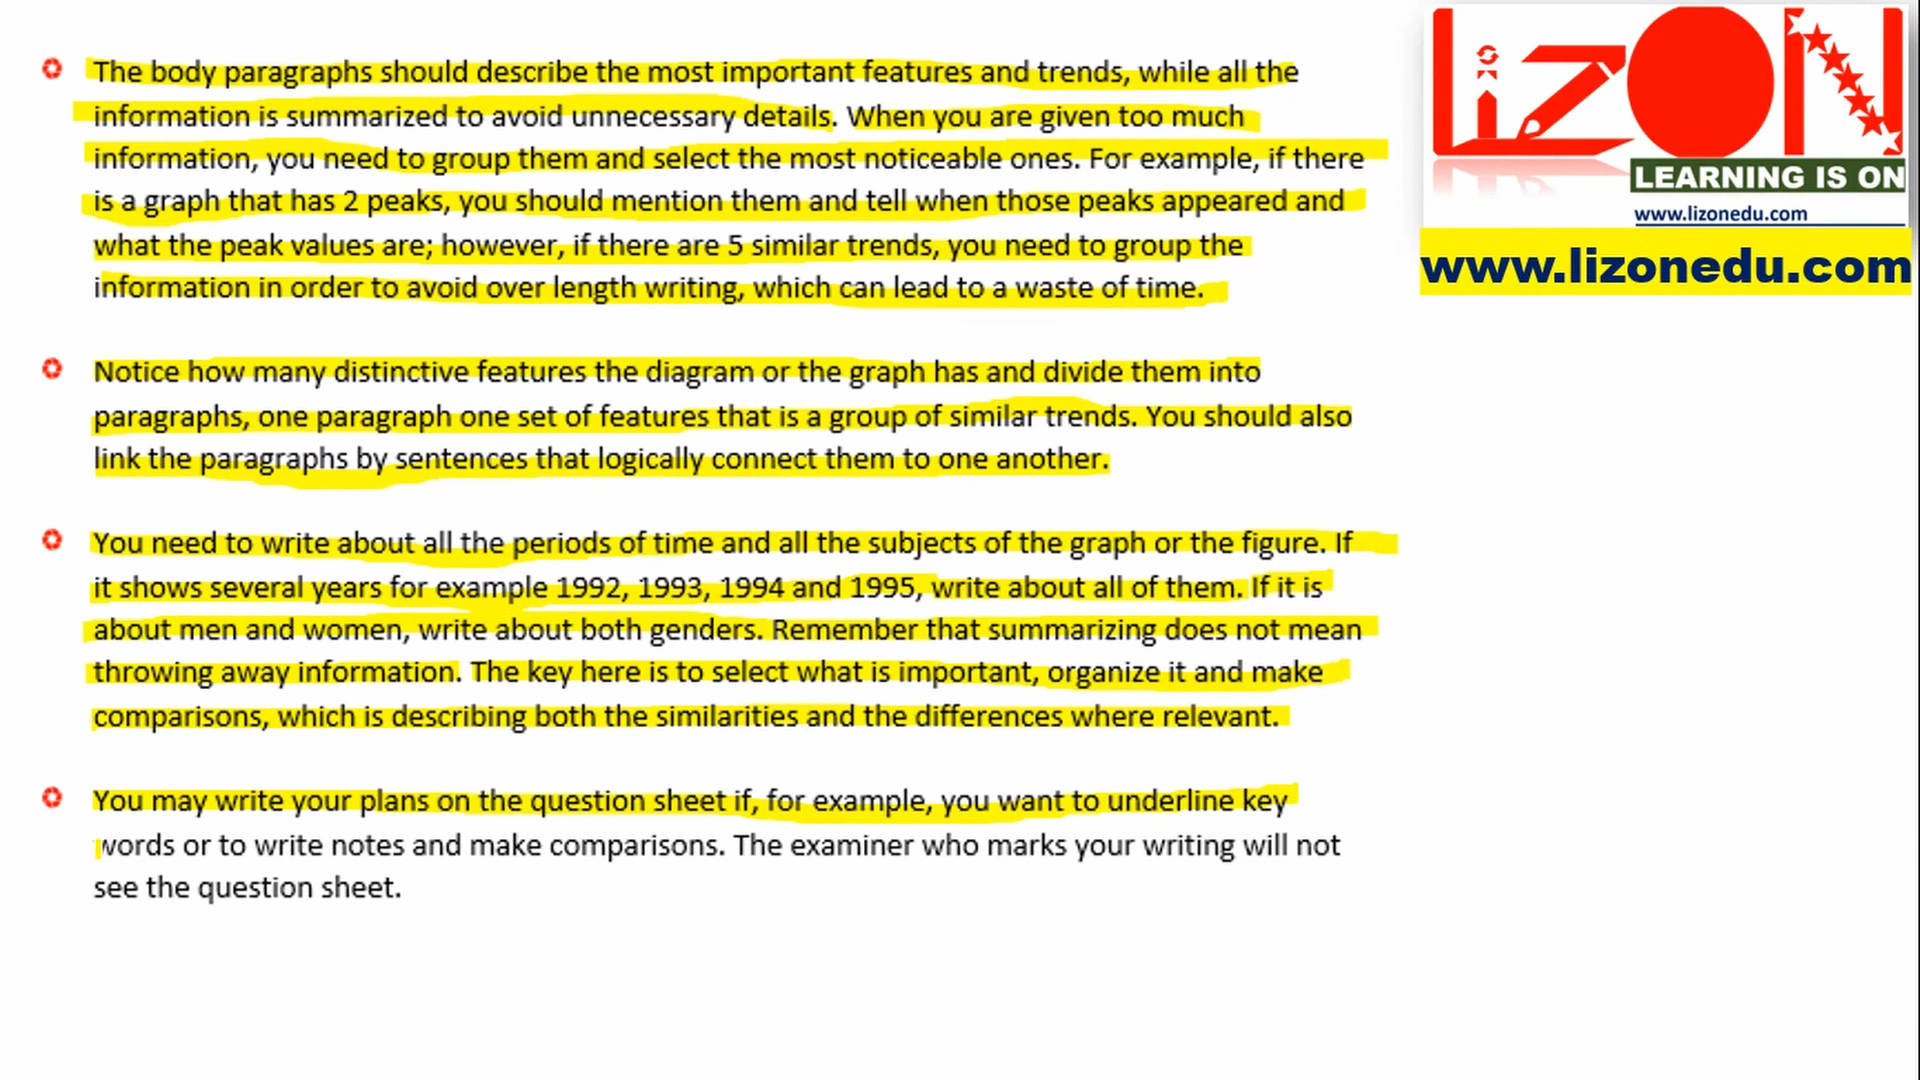 The body paragraphs should describe the most important features and trends, while all the
information is summarized to avoid unnecessary details. When you are given too much
information, you need to group them and select the most noticeable ones. For example, if there
is a graph that has 2 peaks, you should mention them and tell when those peaks appeared and
what the peak values are; however, if there are 5 similar trends, you need to group the
information in order to avoid over length writing, which can lead to a waste of time.
Notice how many distinctive features the diagram or the graph has and divide them into
paragraphs, one paragraph one set of features that is a group of similar trends. You should also
link the paragraphs by sentences that logically connect them to one another.
You need to write about all the periods of time and all the subjects of the graph or the figure. If
it shows several years for example 1992, 1993, 1994 and 1995, write about all of them. If it is
about men and women, write about both genders. Remember that summarizing does not mean
throwing away information. The key here is to select what is important, organize it and make
comparisons, which is describing both the similarities and the differences where relevant.
You may write your plans on the question sheet if, for example, you want to underline key
words or to write notes and make comparisons. The examiner who marks your writing will not
see the question sheet.
LiZON
LEARNING IS ON
www.lizonedu.com
www.lizonedu.com